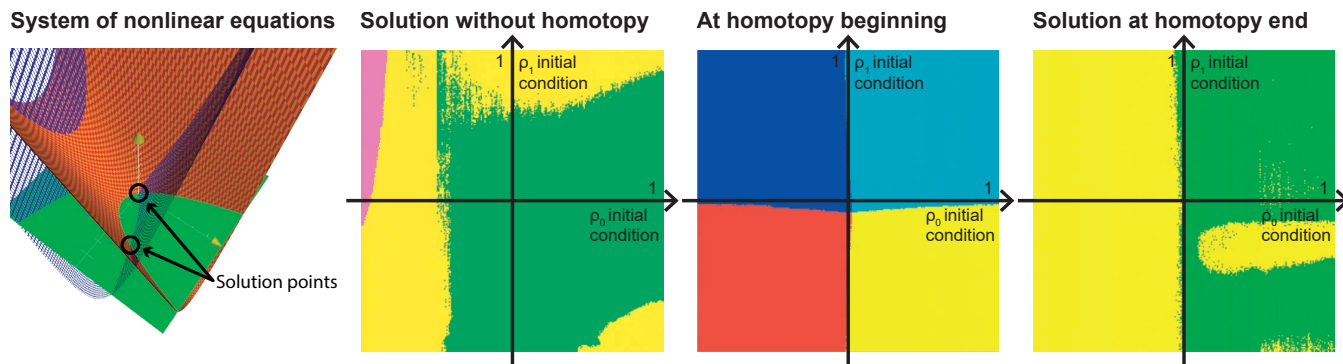 System of nonlinear equations
Solution points
Solution without homotopy
1
ρ₁ initial
condition
1
ρ₀ initial
condition
At homotopy beginning
1
ρ₁ initial
condition
1
ρ₀ initial
condition
Solution at homotopy end
1
ρ₁ initial
condition
1
ρ₀ initial
condition